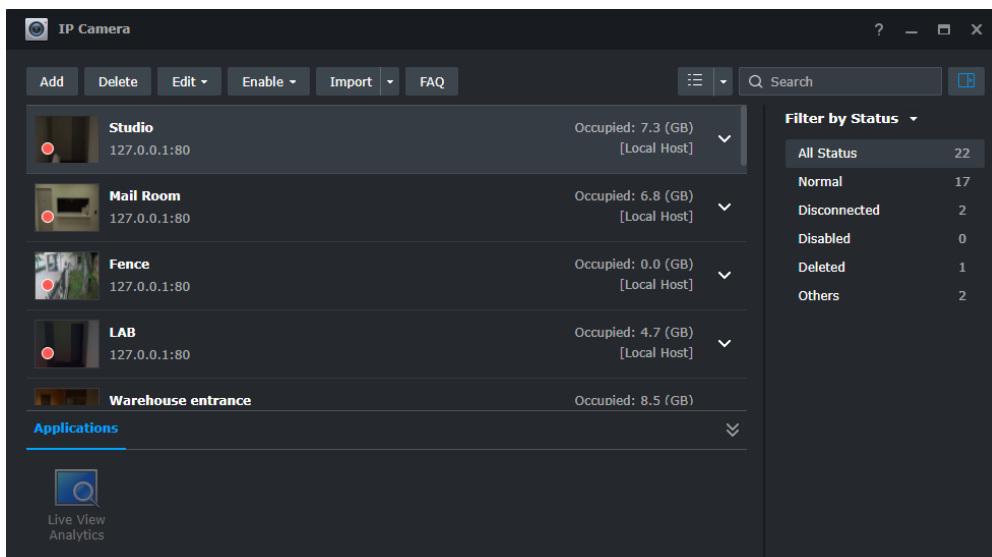 IP Camera
?
Add Delete Edit Enable Import FAQ Search
Studio Occupied: 7.3 (GB)
127.0.0.1:80 [Local Host]
Mail Room Occupied: 6.8 (GB)
127.0.0.1:80 [Local Host]
Fence Occupied: 0.0 (GB)
127.0.0.1:80 [Local Host]
LAB Occupied: 4.7 (GB)
127.0.0.1:80 [Local Host]
Warehouse entrance Occupied: 8.5 (GB)
Filter by Status
All Status 22
Normal 17
Disconnected 2
Disabled 0
Deleted 1
Others 2
Applications
Live View
Analytics